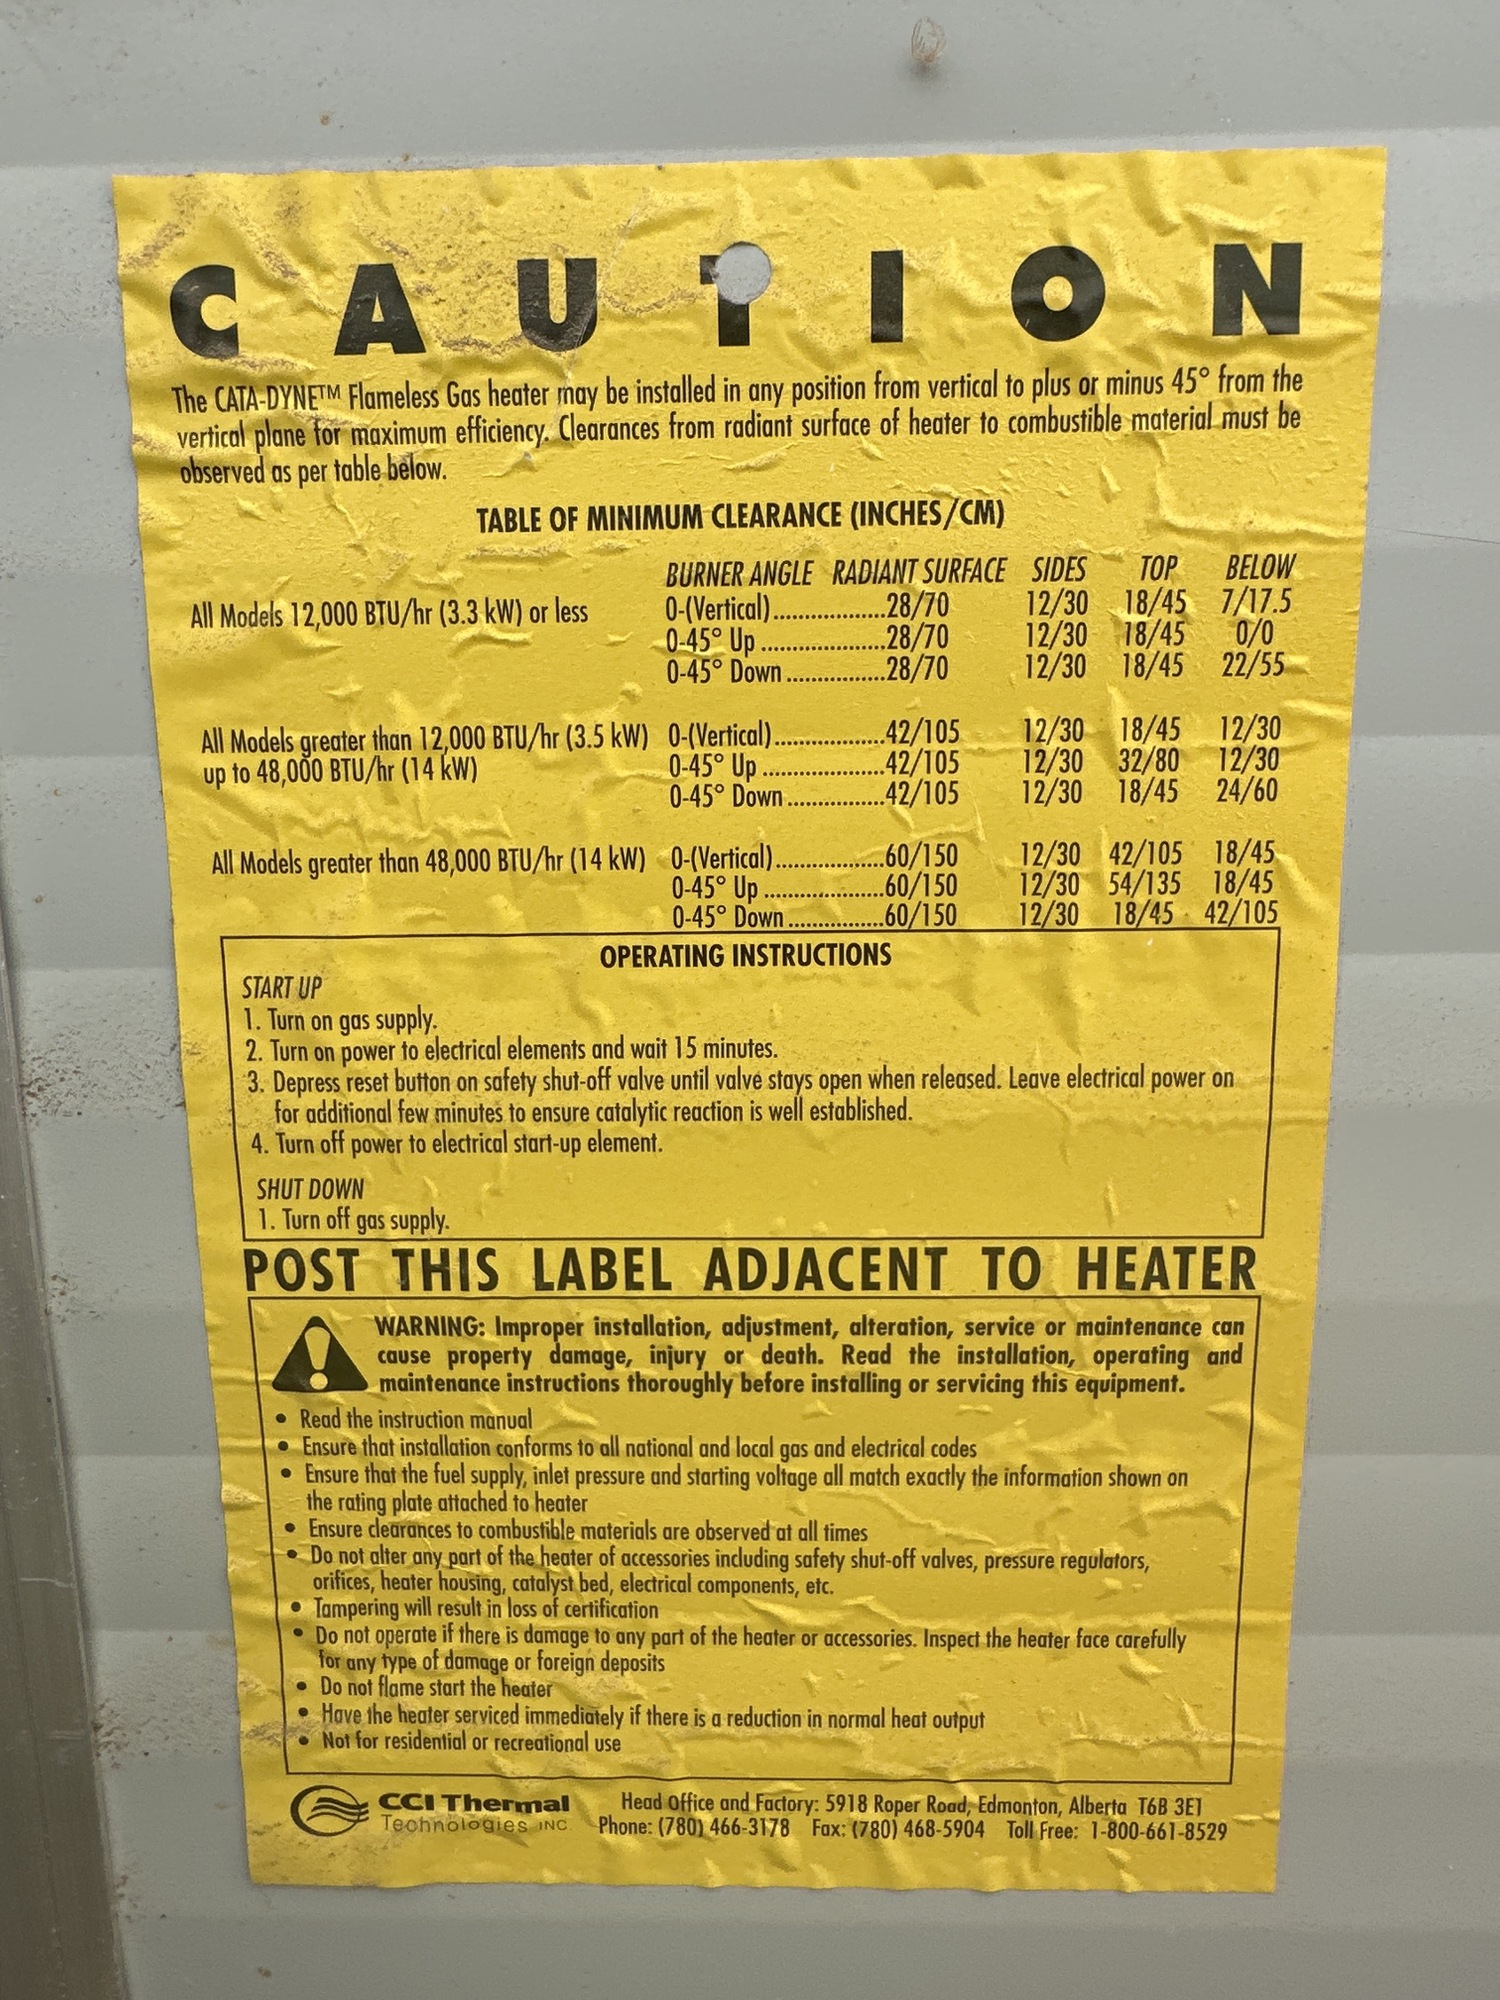 CAUTION
The CATA-DYNE™ Flameless Gas heater may be installed in any position from vertical to plus or minus 45° from the
vertical plane for maximum efficiency. Clearances from radiant surface of heater to combustible material must be
observed as per table below.
TABLE OF MINIMUM CLEARANCE (INCHES/CM)
BURNER ANGLE RADIANT SURFACE SIDES TOP BELOW
All Models 12,000 BTU/hr (3.3 kW) or less 0-(Vertical).................28/70 12/30 18/45 7/17.5
0-45° Up ...................28/70 12/30 18/45 0/0
0-45° Down ...............28/70 12/30 18/45 22/55
All Models greater than 12,000 BTU/hr (3.5 kW) 0-(Vertical).................42/105 12/30 18/45 12/30
up to 48,000 BTU/hr (14 kW) 0-45° Up ...................42/105 12/30 32/80 12/30
0-45° Down ...............42/105 12/30 18/45 24/60
All Models greater than 48,000 BTU/hr (14 kW) 0-(Vertical).................60/150 12/30 42/105 18/45
0-45° Up ...................60/150 12/30 54/135 18/45
0-45° Down ...............60/150 12/30 18/45 42/105
OPERATING INSTRUCTIONS
START UP
1. Turn on gas supply.
2. Turn on power to electrical elements and wait 15 minutes.
3. Depress reset button on safety shut-off valve until valve stays open when released. Leave electrical power on
for additional few minutes to ensure catalytic reaction is well established.
4. Turn off power to electrical start-up element.
SHUT DOWN
1. Turn off gas supply.
POST THIS LABEL ADJACENT TO HEATER
WARNING: Improper installation, adjustment, alteration, service or maintenance can
cause property damage, injury or death. Read the installation, operating and
maintenance instructions thoroughly before installing or servicing this equipment.
• Read the instruction manual
• Ensure that installation conforms to all national and local gas and electrical codes
• Ensure that the fuel supply, inlet pressure and starting voltage all match exactly the information shown on
the rating plate attached to heater
• Ensure clearances to combustible materials are observed at all times
• Do not alter any part of the heater of accessories including safety shut-off valves, pressure regulators,
orifices, heater housing, catalyst bed, electrical components, etc.
• Tampering will result in loss of certification
• Do not operate if there is damage to any part of the heater or accessories. Inspect the heater face carefully
for any type of damage or foreign deposits
• Do not flame start the heater
• Have the heater serviced immediately if there is a reduction in normal heat output
• Not for residential or recreational use
CCI Thermal Head Office and Factory: 5918 Roper Road, Edmonton, Alberta T6B 3E1
Technologies INC. Phone: (780) 466-3178 Fax: (780) 468-5904 Toll Free: 1-800-661-8529